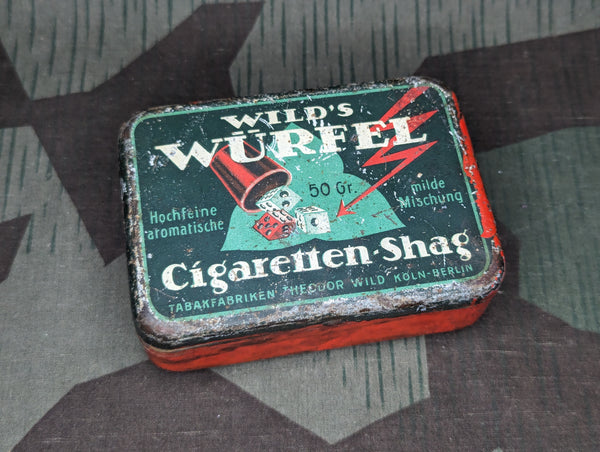 WILD'S
WÜRFEL
50 Gr.
Hochfeine
aromatische
milde
Mischung
Cigaretten-Shag
TABAKFABRIKEN THEODOR WILD KÖLN-BERLIN